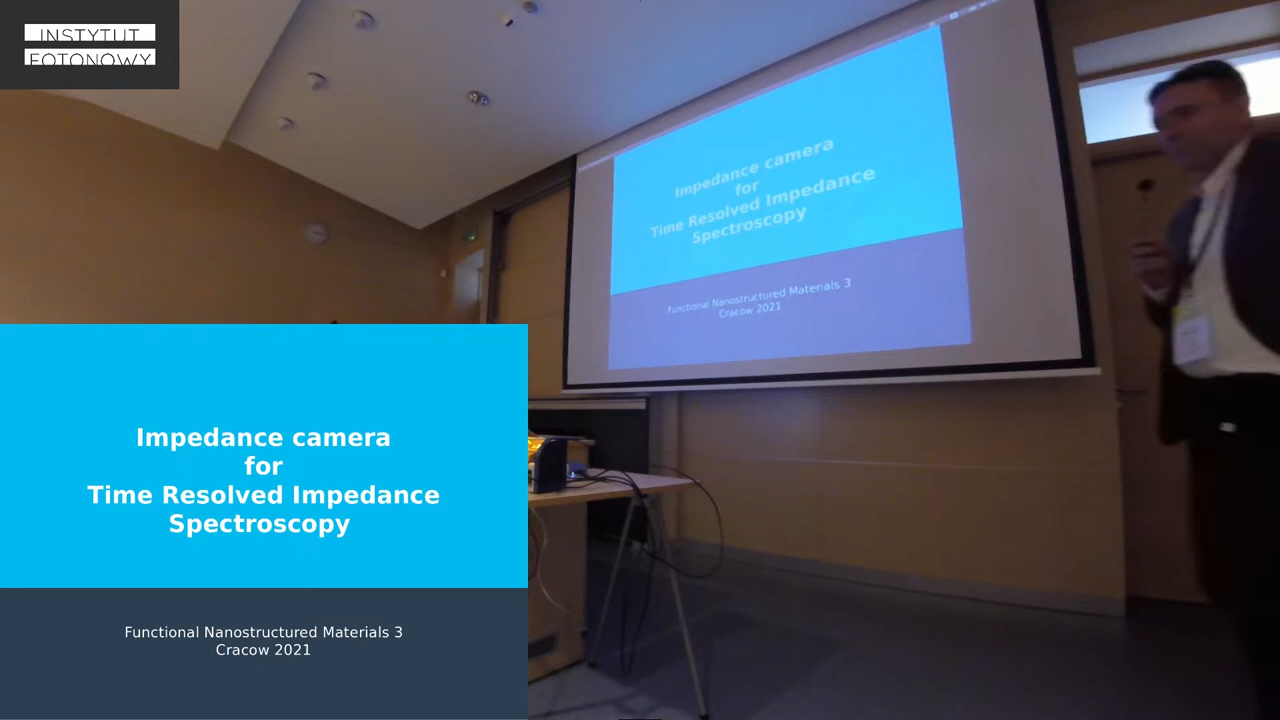 INSTYTUT
FOTONOWY
Impedance camera
for
Time Resolved Impedance
Spectroscopy
Functional Nanostructured Materials 3
Cracow 2021
Impedance camera
for
Time Resolved Impedance
Spectroscopy
Functional Nanostructured Materials 3
Cracow 2021